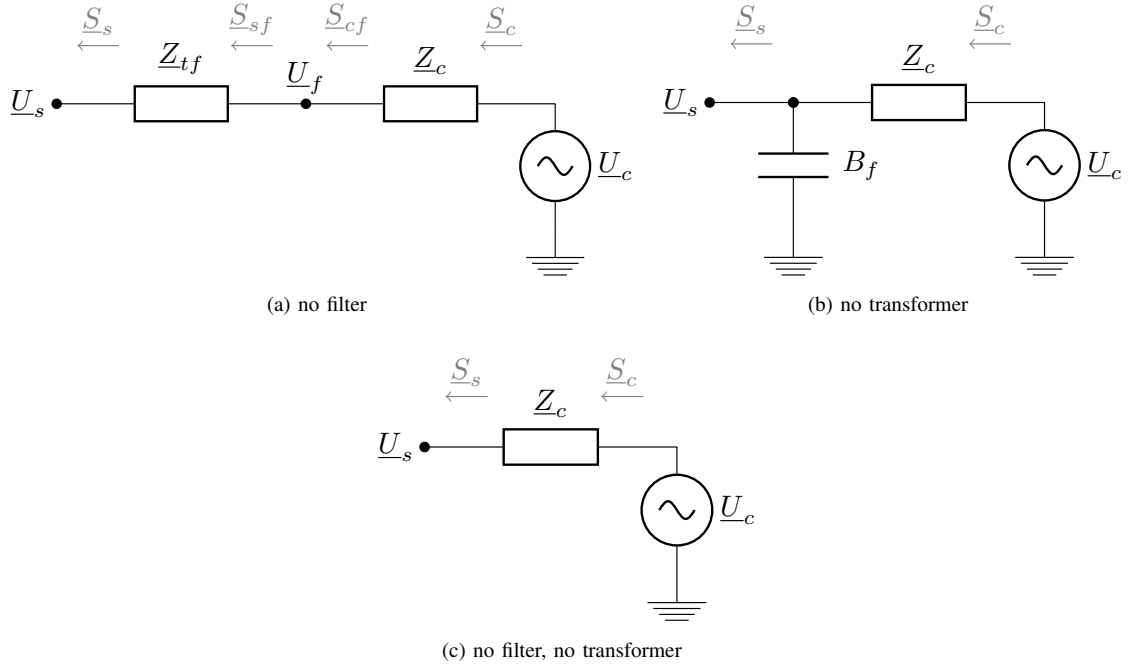 S_s S_sf S_cf S_c
Z_tf U_f Z_c
U_s
U_c
(a) no filter
S_s S_c
Z_c
U_s
B_f
U_c
(b) no transformer
S_s S_c
Z_c
U_s
U_c
(c) no filter, no transformer